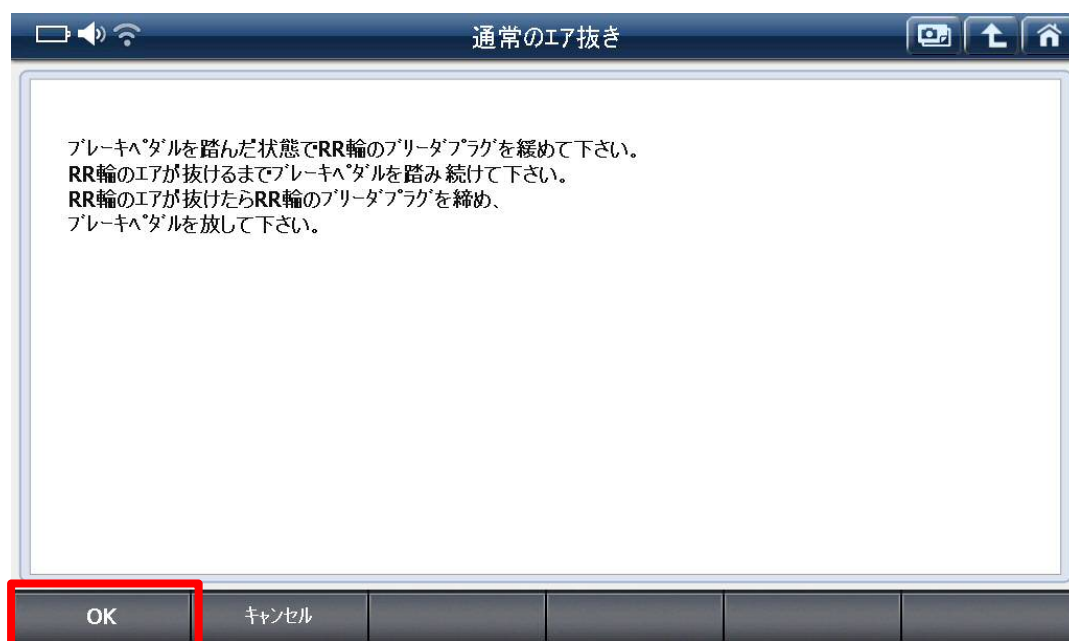 通常のｴｱ抜き
ﾌﾞﾚｰｷﾍﾟﾀﾞﾙを踏んだ状態でRR輪のﾌﾞﾘｰﾀﾞﾌﾟﾗｸﾞを緩めて下さい。
RR輪のｴｱが抜けるまでﾌﾞﾚｰｷﾍﾟﾀﾞﾙを踏み続けて下さい。
RR輪のｴｱが抜けたらRR輪のﾌﾞﾘｰﾀﾞﾌﾟﾗｸﾞを締め、
ﾌﾞﾚｰｷﾍﾟﾀﾞﾙを放して下さい。
OK
ｷｬﾝｾﾙ